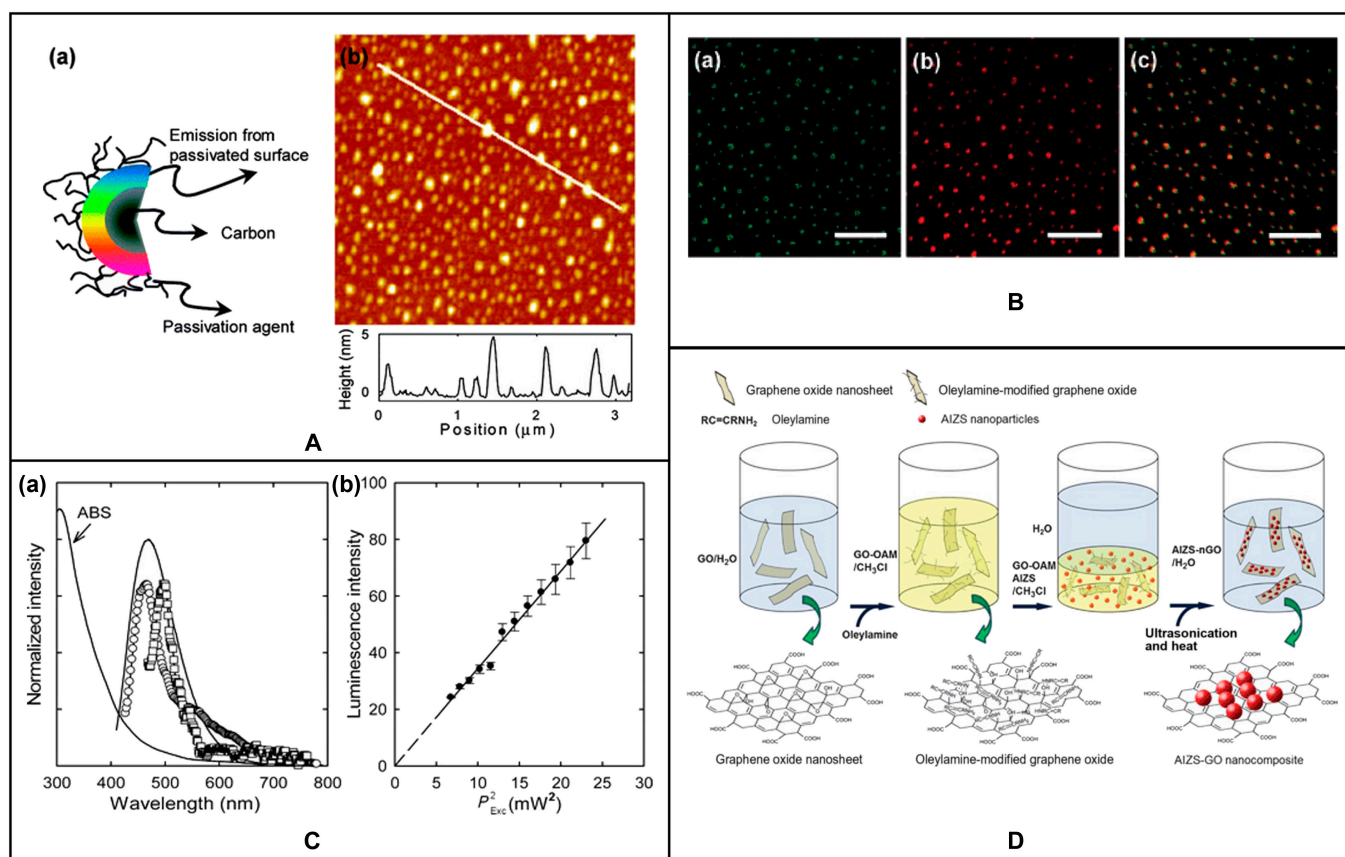 (a)
(b)
Emission from
passivated surface
Carbon
Passivation agent
Height (nm)
5
0
0
1
2
3
Position (μm)
A
(a)
(b)
(c)
B
(a)
ABS
Normalized intensity
300
400
500
600
700
800
Wavelength (nm)
(b)
Luminescence intensity
100
80
60
40
20
0
0
5
10
15
20
25
30
P²Exc(mW²)
C
Graphene oxide nanosheet
Oleylamine-modified graphene oxide
RC=CRNH₂ Oleylamine
AIZS nanoparticles
GO/H₂O
GO-OAM
/CH₃Cl
Oleylamine
H₂O
GO-OAM
AIZS
/CH₃Cl
AIZS-nGO
/H₂O
Ultrasonication
and heat
Graphene oxide nanosheet
Oleylamine-modified graphene oxide
AIZS-GO nanocomposite
D